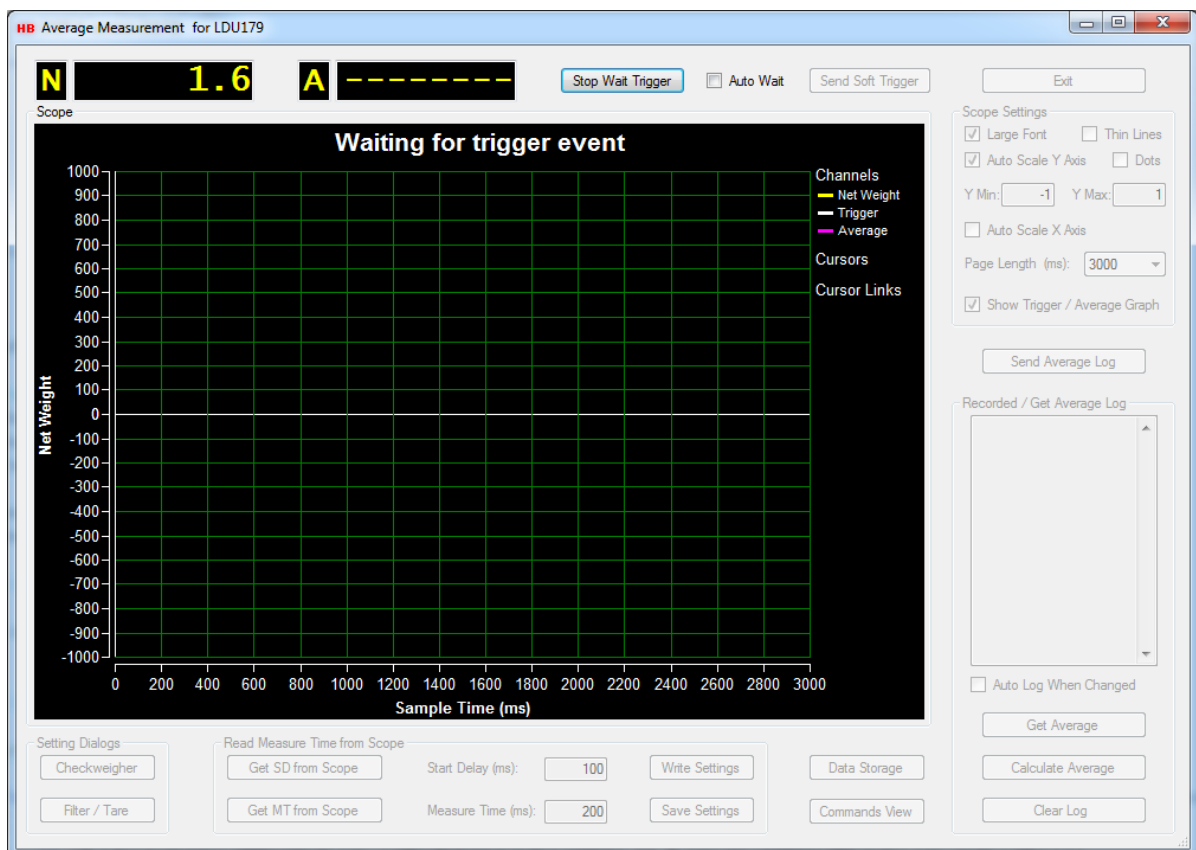 HB Average Measurement for LDU179
N 1.6 A -------- Stop Wait Trigger Auto Wait Send Soft Trigger Exit
Scope
Waiting for trigger event
1000
900
800
700
600
500
400
300
200
100
0
-100
-200
-300
-400
-500
-600
-700
-800
-900
-1000
Net Weight
0 200 400 600 800 1000 1200 1400 1600 1800 2000 2200 2400 2600 2800 3000
Sample Time (ms)
Channels
Net Weight
Trigger
Average
Cursors
Cursor Links
Scope Settings
Large Font Thin Lines
Auto Scale Y Axis Dots
Y Min: -1 Y Max: 1
Auto Scale X Axis
Page Length (ms): 3000
Show Trigger / Average Graph
Send Average Log
Recorded / Get Average Log
Auto Log When Changed
Get Average
Calculate Average
Clear Log
Setting Dialogs
Checkweigher
Filter / Tare
Read Measure Time from Scope
Get SD from Scope Start Delay (ms): 100 Write Settings
Get MT from Scope Measure Time (ms): 200 Save Settings
Data Storage
Commands View